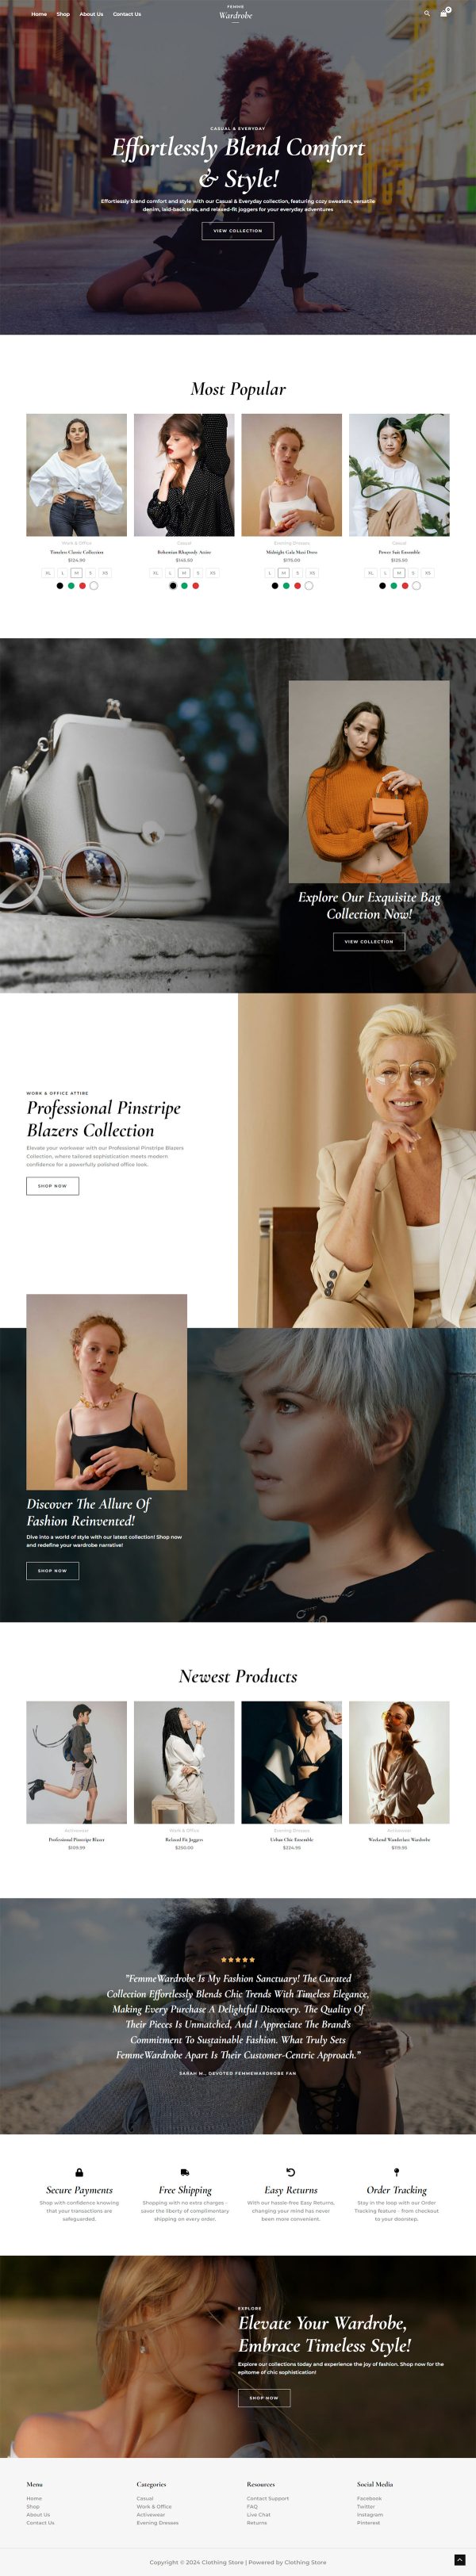 Home Shop About Us Contact Us
FEMME
Wardrobe
0
CASUAL & EVERYDAY
Effortlessly Blend Comfort
& Style!
Effortlessly blend comfort and style with our Casual & Everyday collection, featuring cozy sweaters, versatile
denim, laid-back tees, and relaxed-fit joggers for your everyday adventures
VIEW COLLECTION
Most Popular
Work & Office
Timeless Classic Collection
$124.90
XL L M S XS
Casual
Bohemian Rhapsody Attire
$145.50
XL L M S XS
Evening Dresses
Midnight Gala Maxi Dress
$175.00
L M S XS
Casual
Power Suit Ensemble
XL L M S XS
Explore Our Exquisite Bag
Collection Now!
VIEW COLLECTION
WORK & OFFICE ATTIRE
Professional Pinstripe
Blazers Collection
Elevate your workwear with our Professional Pinstripe Blazers
Collection, where tailored sophistication meets modern
confidence for a powerfully polished office look.
SHOP NOW
Discover The Allure Of
Fashion Reinvented!
Dive into a world of style with our latest collection! Shop now
and redefine your wardrobe narrative!
SHOP NOW
Newest Products
Activewear
Professional Pinstripe Blazer
$109.99
Work & Office
Relaxed Fit Joggers
$250.00
Evening Dresses
Urban Chic Ensemble
$234.95
Activewear
Weekend Wanderlust Wardrobe
$119.95
"FemmeWardrobe Is My Fashion Sanctuary! The Curated
Collection Effortlessly Blends Chic Trends With Timeless Elegance,
Making Every Purchase A Delightful Discovery. The Quality Of
Their Pieces Is Unmatched, And I Appreciate The Brand's
Commitment To Sustainable Fashion. What Truly Sets
FemmeWardrobe Apart Is Their Customer-Centric Approach."
SARAH M., DEVOTED FEMMEWARDROBE FAN
Secure Payments
Shop with confidence knowing
that your transactions are
safeguarded.
Free Shipping
Shopping with no extra charges –
savor the liberty of complimentary
shipping on every order.
Easy Returns
With our hassle-free Easy Returns,
changing your mind has never
been more convenient.
Order Tracking
Stay in the loop with our Order
Tracking feature – from checkout
to your doorstep.
EXPLORE
Elevate Your Wardrobe,
Embrace Timeless Style!
Explore our collections today and experience the joy of fashion. Shop now for the
epitome of chic sophistication!
SHOP NOW
Menu
Home
Shop
About Us
Contact Us
Categories
Casual
Work & Office
Activewear
Evening Dresses
Resources
Contact Support
FAQ
Live Chat
Returns
Social Media
Facebook
Twitter
Instagram
Pinterest
Copyright © 2024 Clothing Store | Powered by Clothing Store